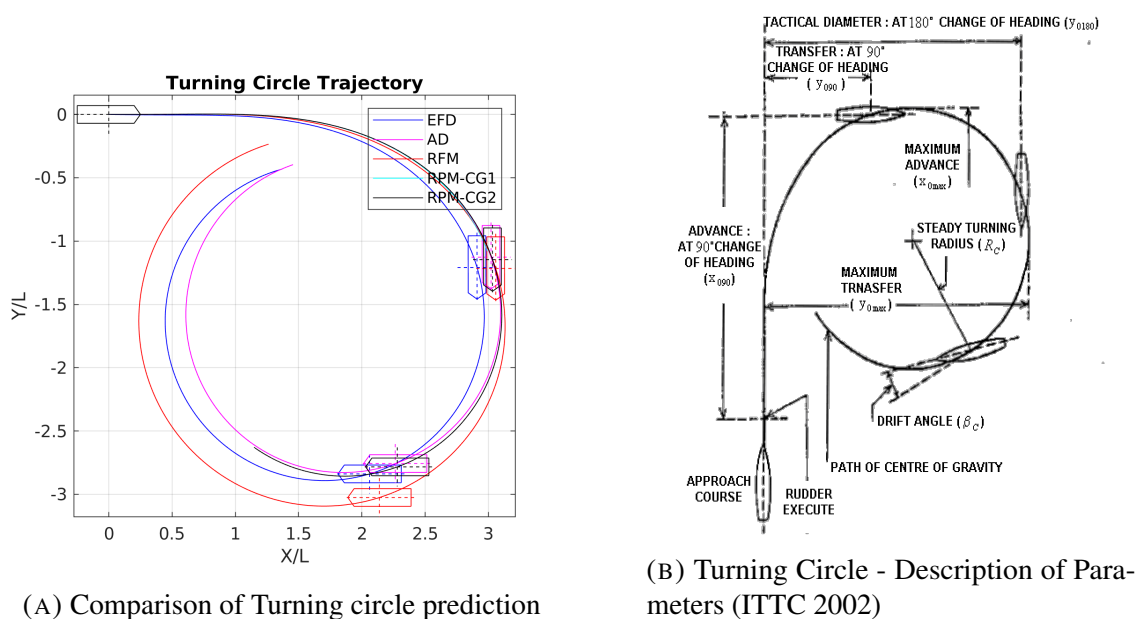 Turning Circle Trajectory
EFD
AD
RFM
RPM-CG1
RPM-CG2
0
-0.5
-1
-1.5
-2
-2.5
-3
Y/L
0
0.5
1
1.5
2
2.5
3
X/L
(A) Comparison of Turning circle prediction
TACTICAL DIAMETER : AT 180° CHANGE OF HEADING (y0180)
TRANSFER : AT 90°
CHANGE OF HEADING
(y090)
MAXIMUM
ADVANCE
(x0max)
STEADY TURNING
RADIUS (RC)
ADVANCE :
AT 90°CHANGE
OF HEADING
(x090)
MAXIMUM
TRNASFER
(y0max)
DRIFT ANGLE (βC)
PATH OF CENTRE OF GRAVITY
APPROACH
COURSE
RUDDER
EXECUTE
(B) Turning Circle - Description of Para-
meters (ITTC 2002)